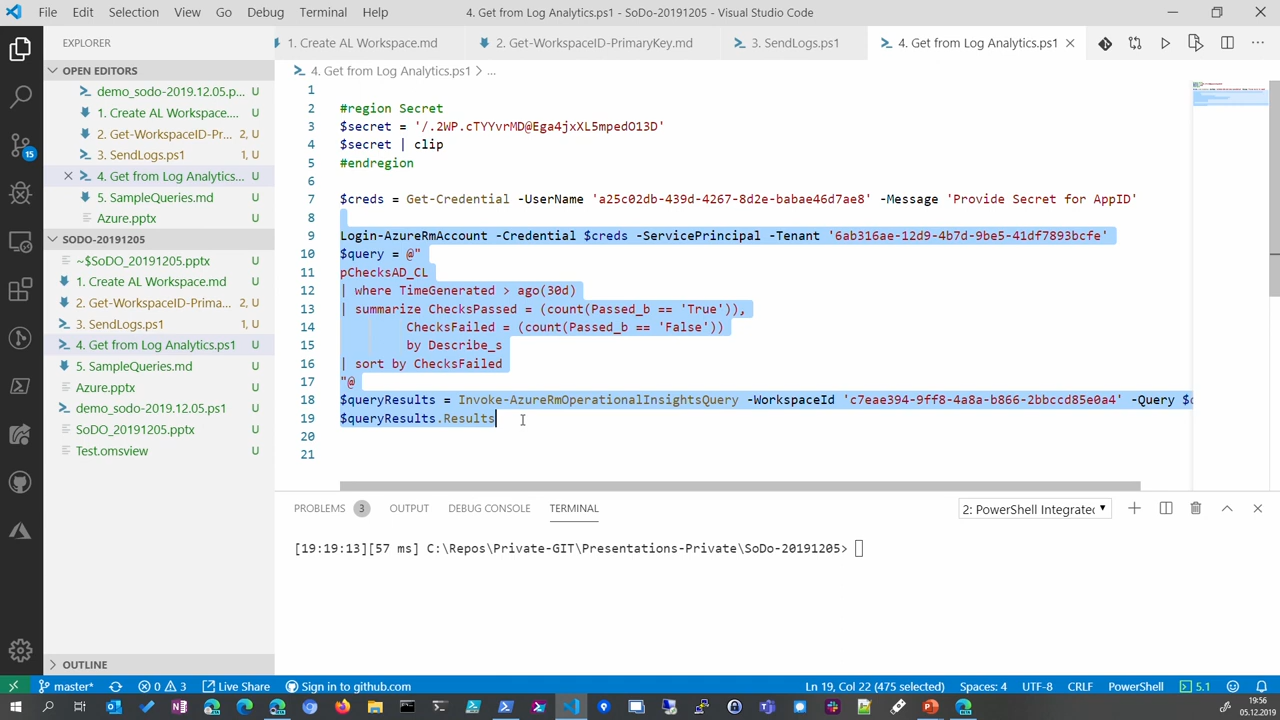 File Edit Selection View Go Debug Terminal Help 4. Get from Log Analytics.ps1 - SoDo-20191205 - Visual Studio Code
EXPLORER
1. Create AL Workspace.md 2. Get-WorkspaceID-PrimaryKey.md 3. SendLogs.ps1 4. Get from Log Analytics.ps1
OPEN EDITORS
4. Get from Log Analytics.ps1 > ...
demo_sodo-2019.12.05.p... U
1. Create AL Workspace.... U
2. Get-WorkspaceID-Pr... 2, U
3. SendLogs.ps1 1, U
4. Get from Log Analytics... U
5. SampleQueries.md U
Azure.pptx U
SODO-20191205
~$SoDO_20191205.pptx U
1. Create AL Workspace.md U
2. Get-WorkspaceID-Prima... 2, U
3. SendLogs.ps1 1, U
4. Get from Log Analytics.ps1 U
5. SampleQueries.md U
Azure.pptx U
demo_sodo-2019.12.05.ps1 U
SoDO_20191205.pptx U
Test.omsview U
OUTLINE
15
1
2 #region Secret
3 $secret = '/.2WP.cTYYvrMD@Ega4jxXL5mpedO13D'
4 $secret | clip
5 #endregion
6
7 $creds = Get-Credential -UserName 'a25c02db-439d-4267-8d2e-babae46d7ae8' -Message 'Provide Secret for AppID'
8
9 Login-AzureRmAccount -Credential $creds -ServicePrincipal -Tenant '6ab316ae-12d9-4b7d-9be5-41df7893bcfe'
10 $query = @"
11 pChecksAD_CL
12 | where TimeGenerated > ago(30d)
13 | summarize ChecksPassed = (count(Passed_b == 'True')),
14 ChecksFailed = (count(Passed_b == 'False'))
15 by Describe_s
16 | sort by ChecksFailed
17 "@
18 $queryResults = Invoke-AzureRmOperationalInsightsQuery -WorkspaceId 'c7eae394-9ff8-4a8a-b866-2bbccd85e0a4' -Query $
19 $queryResults.Results
20
21
PROBLEMS 3 OUTPUT DEBUG CONSOLE TERMINAL 2: PowerShell Integrated
[19:19:13][57 ms] C:\Repos\Private-GIT\Presentations-Private\SoDo-20191205>
master* 0 3 Live Share Sign in to github.com Ln 19, Col 22 (475 selected) Spaces: 4 UTF-8 CRLF PowerShell 5.1
19:56
05.12.2019